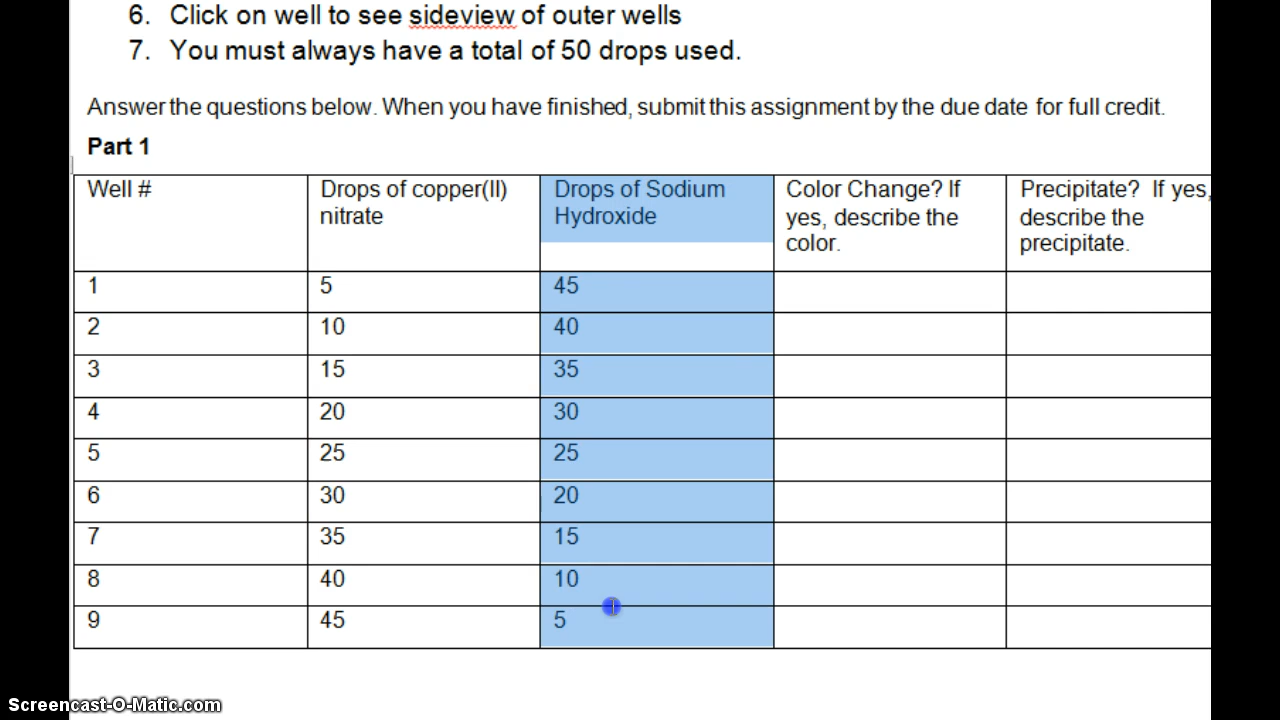 6. Click on well to see sideview of outer wells
7. You must always have a total of 50 drops used.
Answer the questions below. When you have finished, submit this assignment by the due date for full credit.
Part 1
Well # Drops of copper(II) nitrate Drops of Sodium Hydroxide Color Change? If yes, describe the color. Precipitate? If yes, describe the precipitate.
1 5 45
2 10 40
3 15 35
4 20 30
5 25 25
6 30 20
7 35 15
8 40 10
9 45 5
Screencast-O-Matic.com